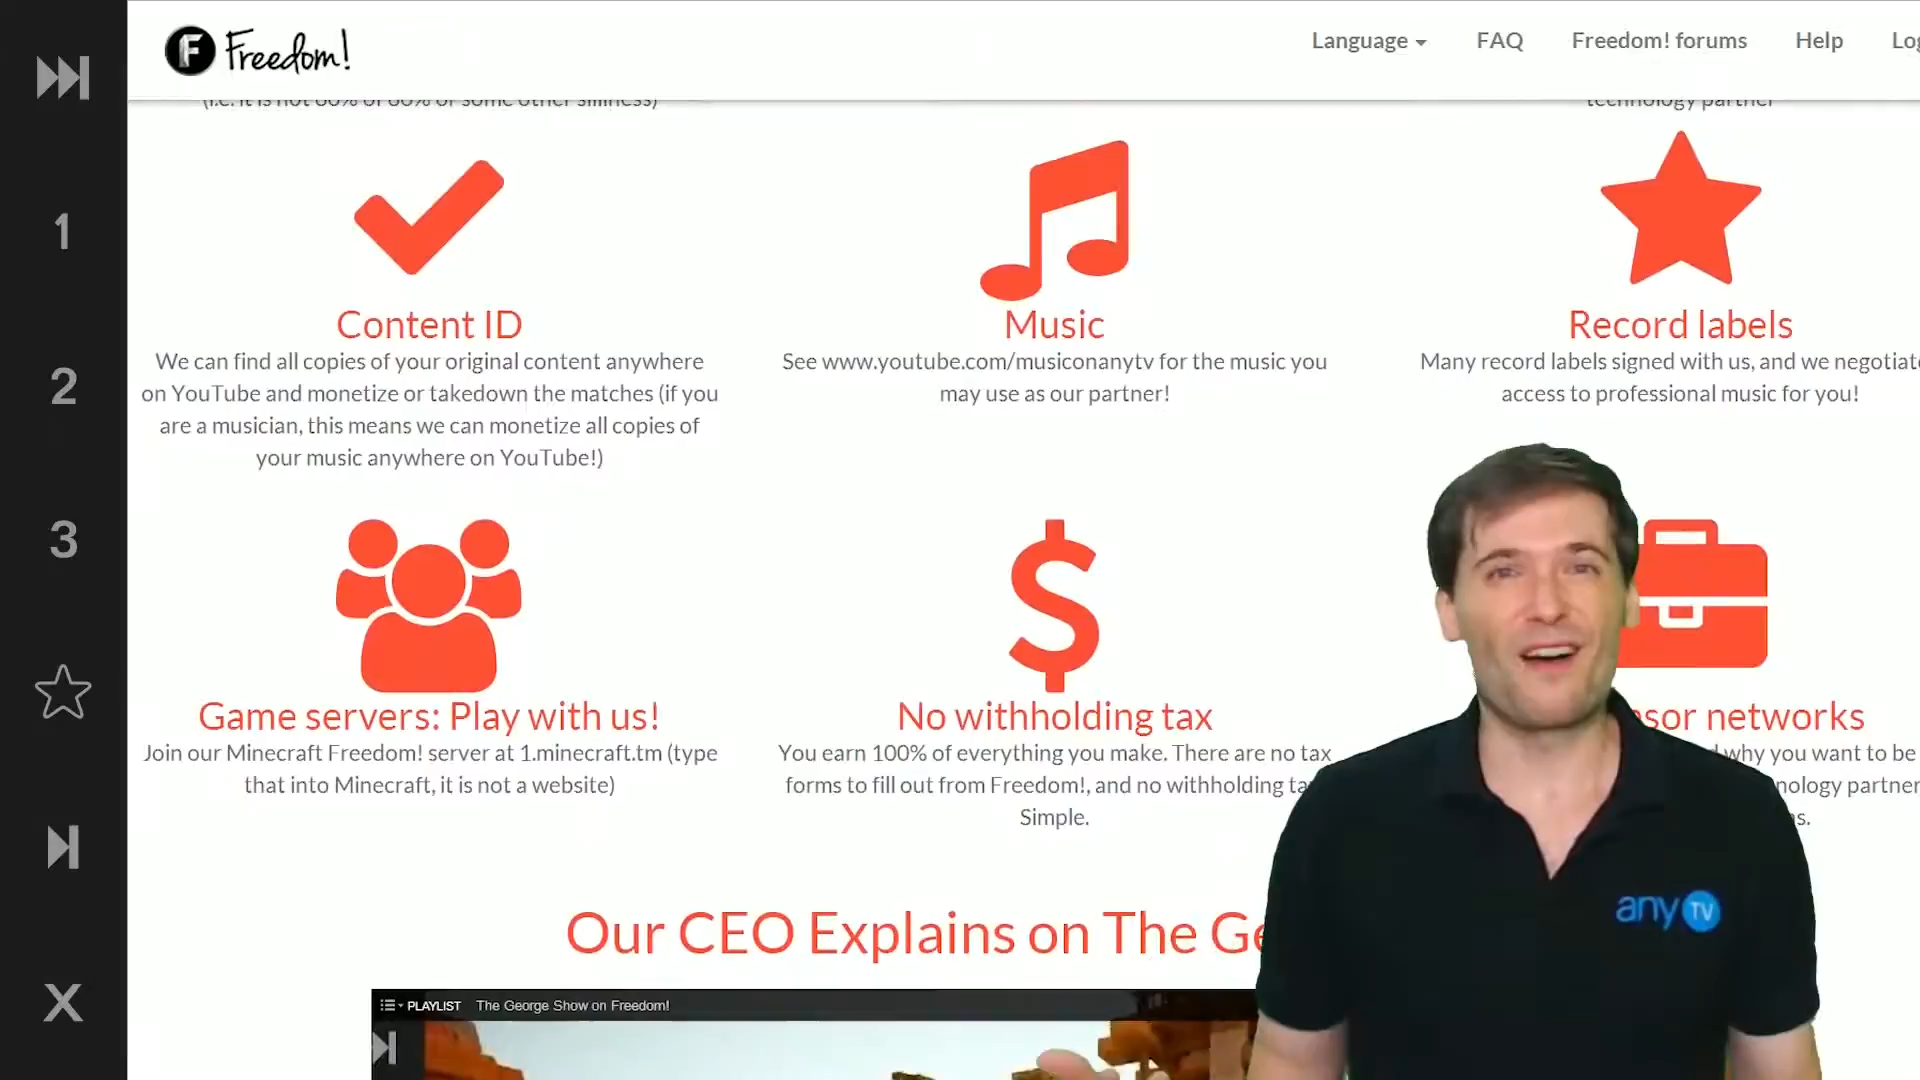 Freedom!
Language
FAQ
Freedom! forums
Help
technology partner
Content ID
We can find all copies of your original content anywhere
on YouTube and monetize or takedown the matches (if you
are a musician, this means we can monetize all copies of
your music anywhere on YouTube!)
Music
See www.youtube.com/musiconanytv for the music you
may use as our partner!
Record labels
Many record labels signed with us, and we negotiate
access to professional music for you!
1
2
3
X
Game servers: Play with us!
Join our Minecraft Freedom! server at 1.minecraft.tm (type
that into Minecraft, it is not a website)
No withholding tax
You earn 100% of everything you make. There are no tax
forms to fill out from Freedom!, and no withholding
Simple.
networks
why you want to be
partner
any TV
Our CEO Explains on The
PLAYLIST The George Show on Freedom!